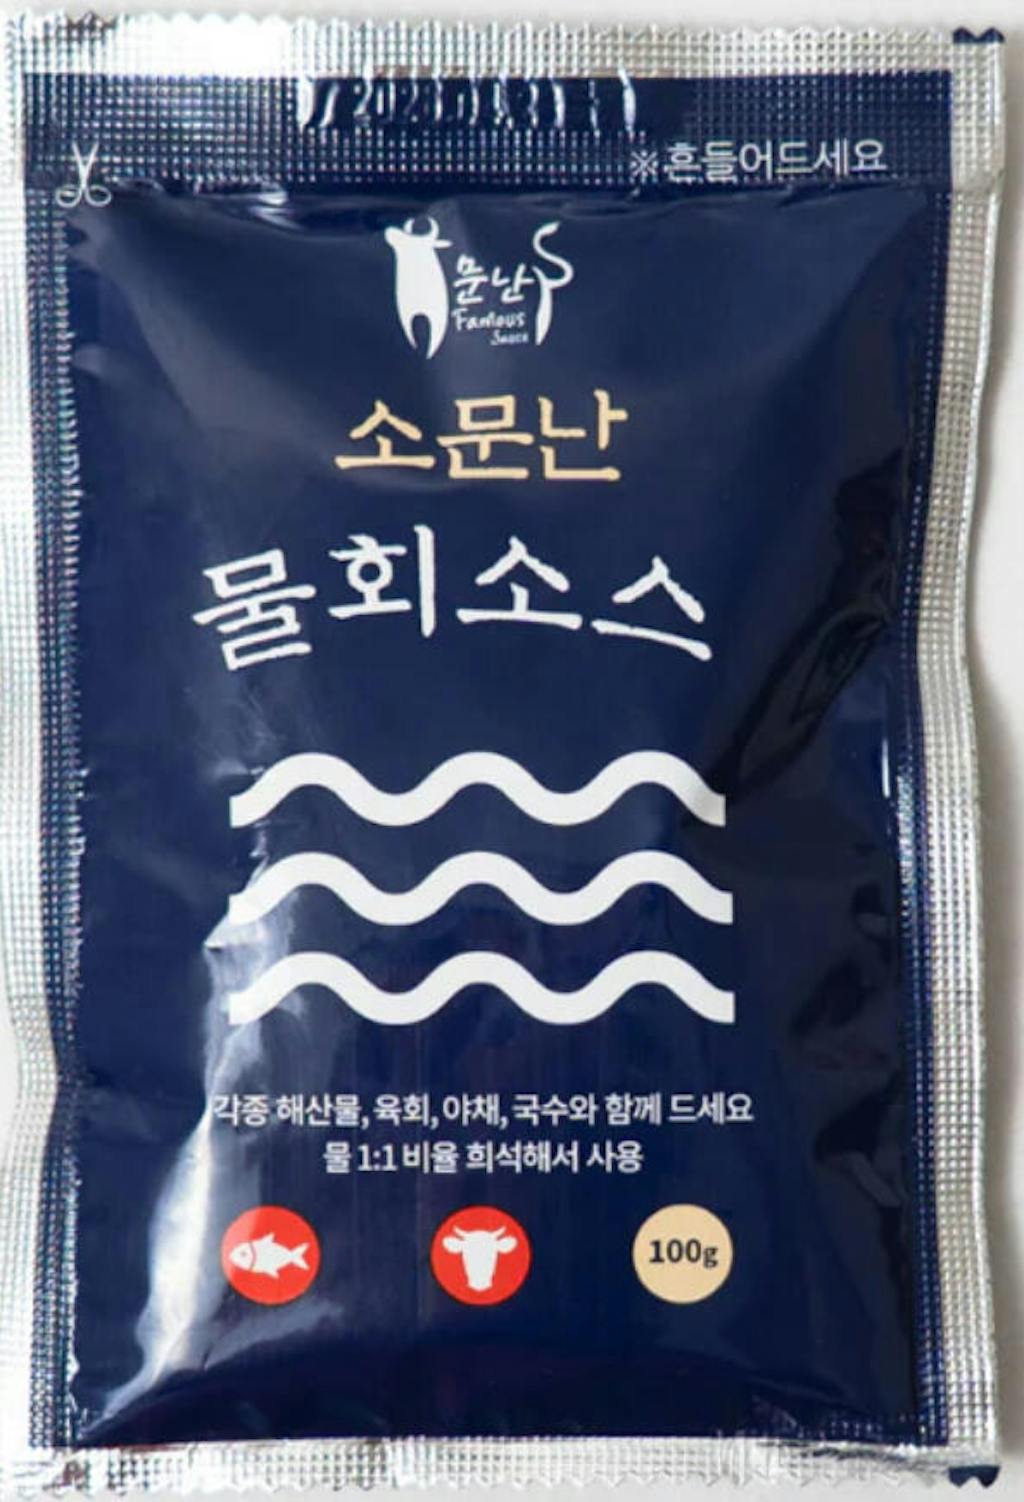 ※흔들어드세요
문난
Famous
Sauce
소문난
물회소스
각종 해산물, 육회, 야채, 국수와 함께 드세요
물 1:1 비율 희석해서 사용
100g